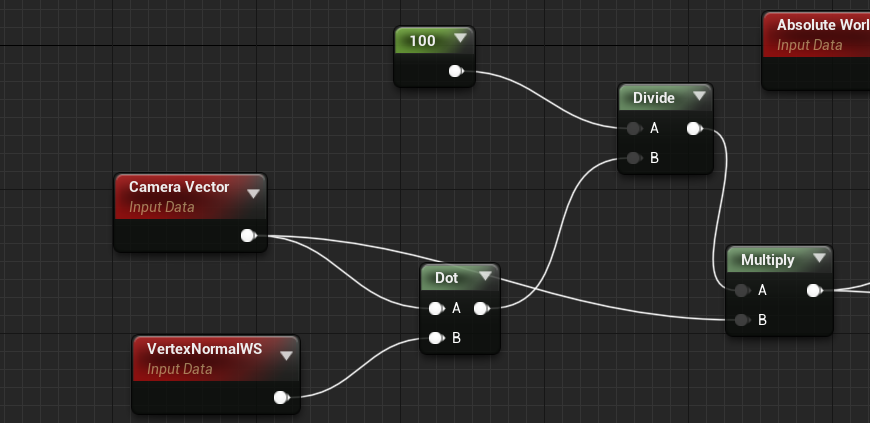 100
Absolute Worl
Input Data
Divide
A
B
Camera Vector
Input Data
Dot
A
B
Multiply
A
B
VertexNormalWS
Input Data